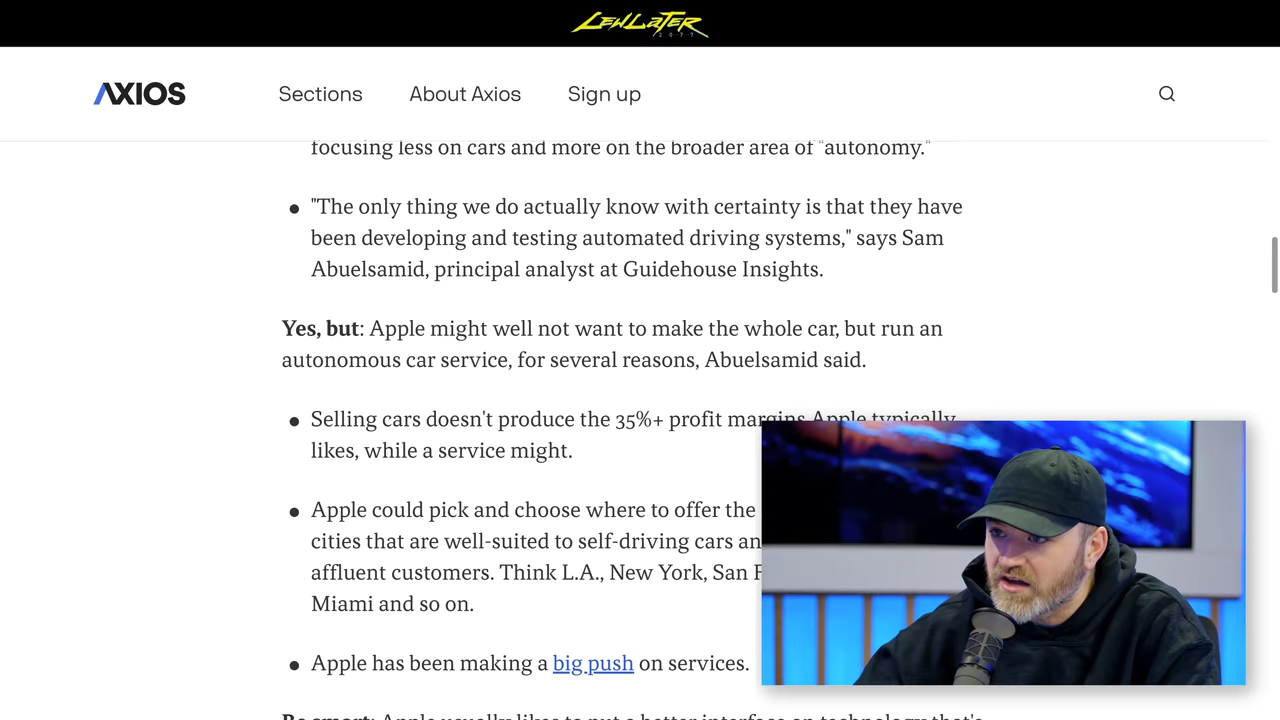 LEWLATER
2077
AXIOS
Sections
About Axios
Sign up
focusing less on cars and more on the broader area of "autonomy."
"The only thing we do actually know with certainty is that they have
been developing and testing automated driving systems," says Sam
Abuelsamid, principal analyst at Guidehouse Insights.
Yes, but: Apple might well not want to make the whole car, but run an
autonomous car service, for several reasons, Abuelsamid said.
Selling cars doesn't produce the 35%+ profit margins Apple typically
likes, while a service might.
Apple could pick and choose where to offer the
cities that are well-suited to self-driving cars
affluent customers. Think L.A., New York, San
Miami and so on.
Apple has been making a big push on services.
Be smart: Apple usually likes to put a better interface on technology that's